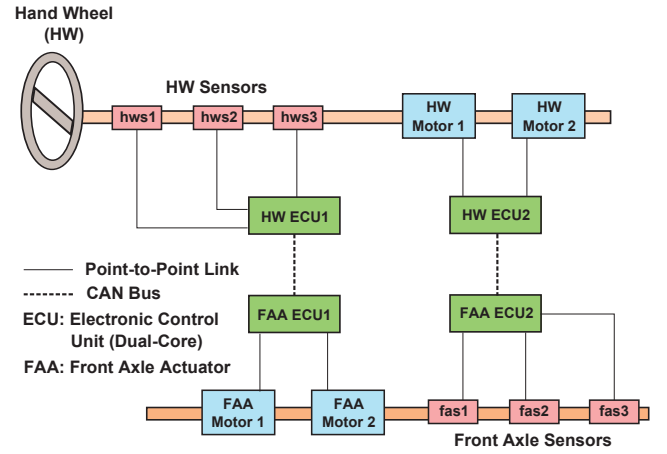 Hand Wheel
(HW)
HW Sensors
hws1
hws2
hws3
HW
Motor 1
HW
Motor 2
HW ECU1
HW ECU2
Point-to-Point Link
CAN Bus
ECU: Electronic Control
Unit (Dual-Core)
FAA: Front Axle Actuator
FAA ECU1
FAA ECU2
FAA
Motor 1
FAA
Motor 2
fas1
fas2
fas3
Front Axle Sensors